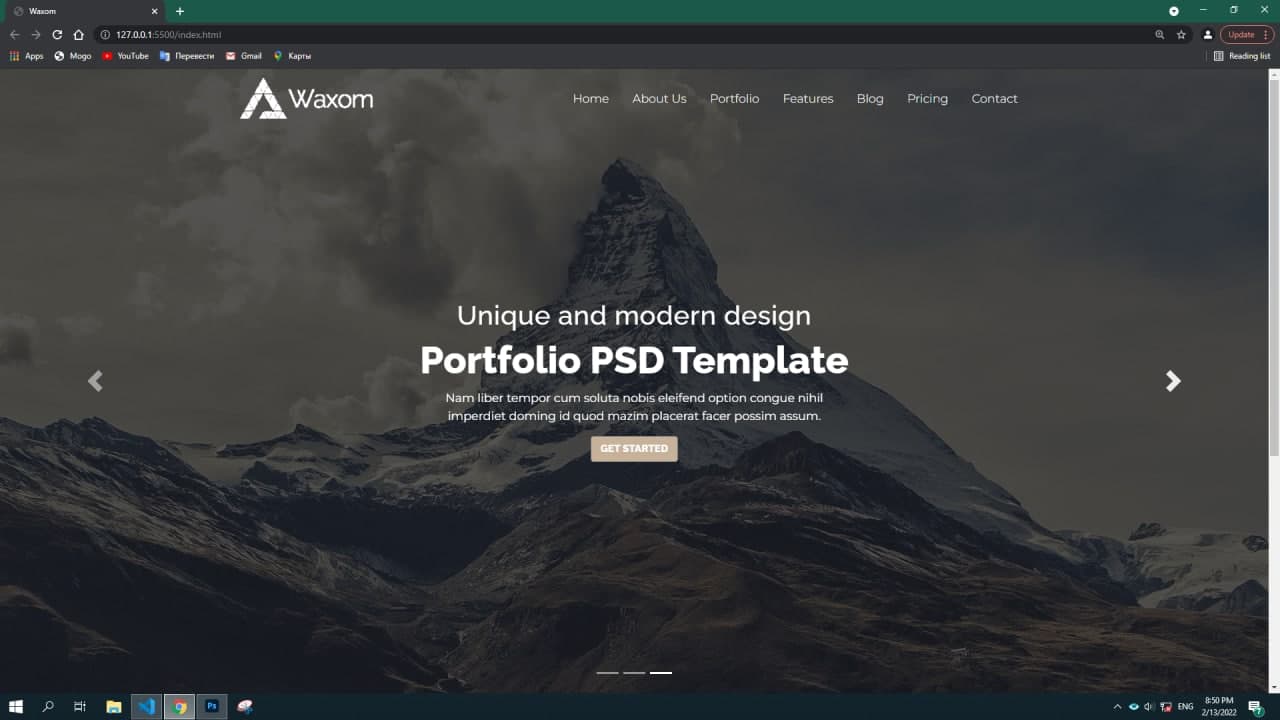 Waxom
127.0.0.1:5500/index.html
Update
Apps Mogo YouTube Перевести Gmail Карты Reading list
Waxom Home About Us Portfolio Features Blog Pricing Contact
Unique and modern design
Portfolio PSD Template
Nam liber tempor cum soluta nobis eleifend option congue nihil
imperdiet doming id quod mazim placerat facer possim assum.
GET STARTED
Ps
ENG
8:50 PM
2/13/2022
7